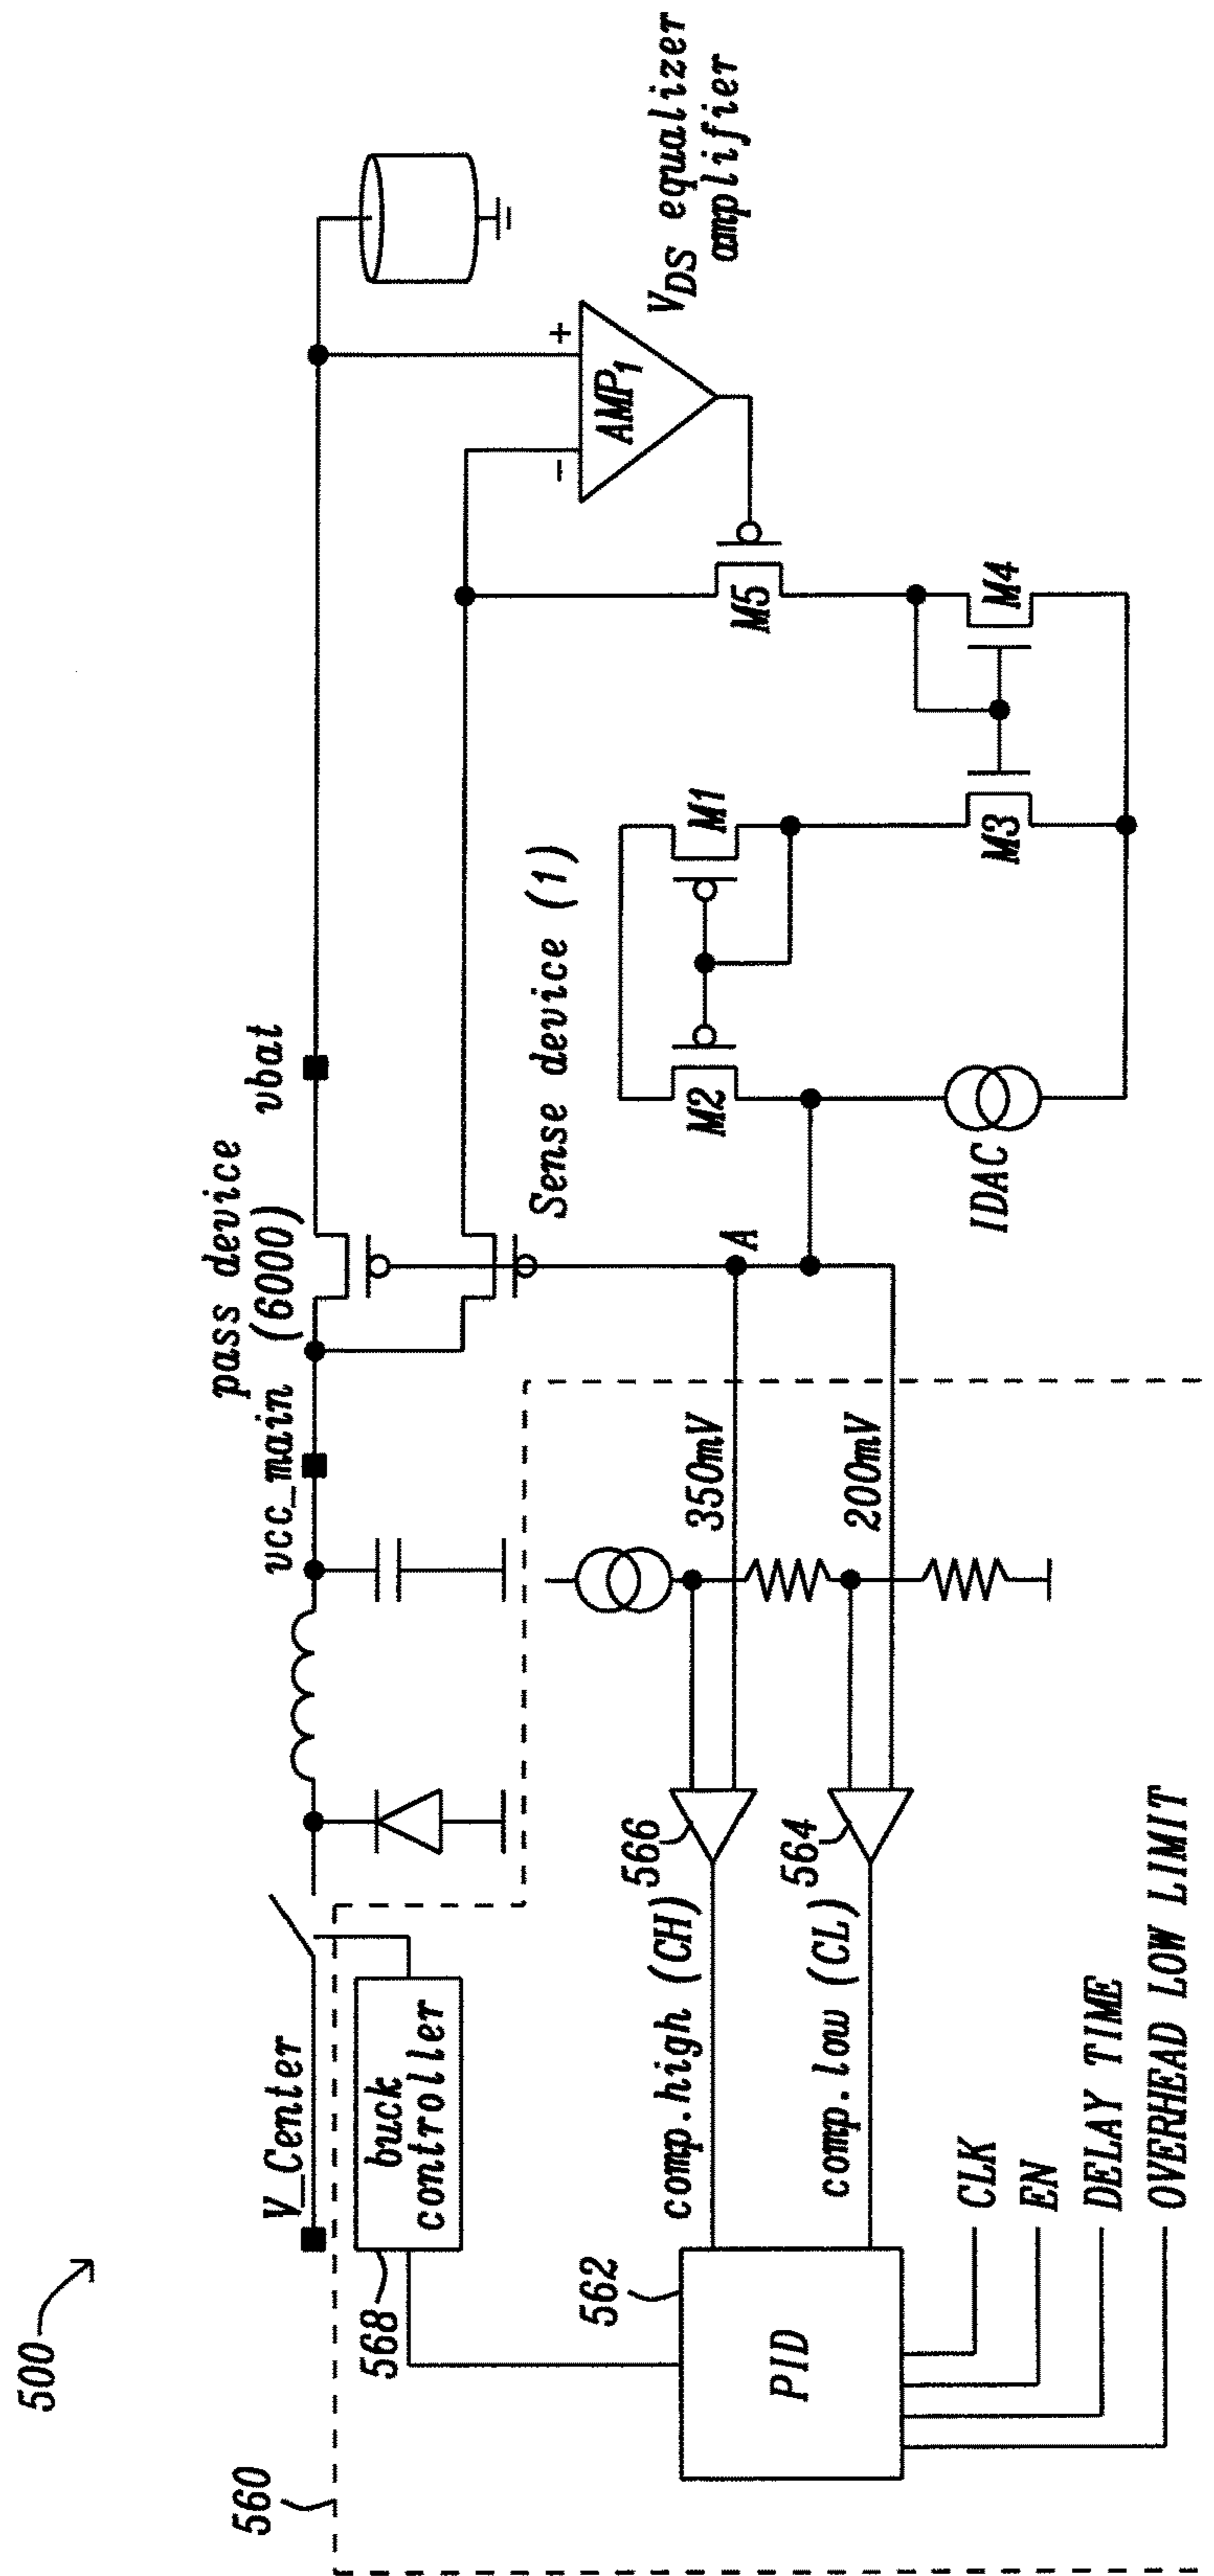 500
560
V_Center
568
buck
controller
vcc_main
pass device
(6000)
vbat
Sense device (1)
562
PID
comp.high (CH)
566
350mV
comp.low (CL)
564
200mV
A
CLK
EN
DELAY TIME
OVERHEAD LOW LIMIT
M2
M1
IDAC
M3
M4
M5
-
+
AMP1
VDS equalizer
amplifier